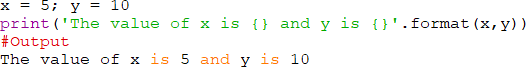 x = 5; y = 10
print('The value of x is {} and y is {}'.format(x,y))
#Output
The value of x is 5 and y is 10